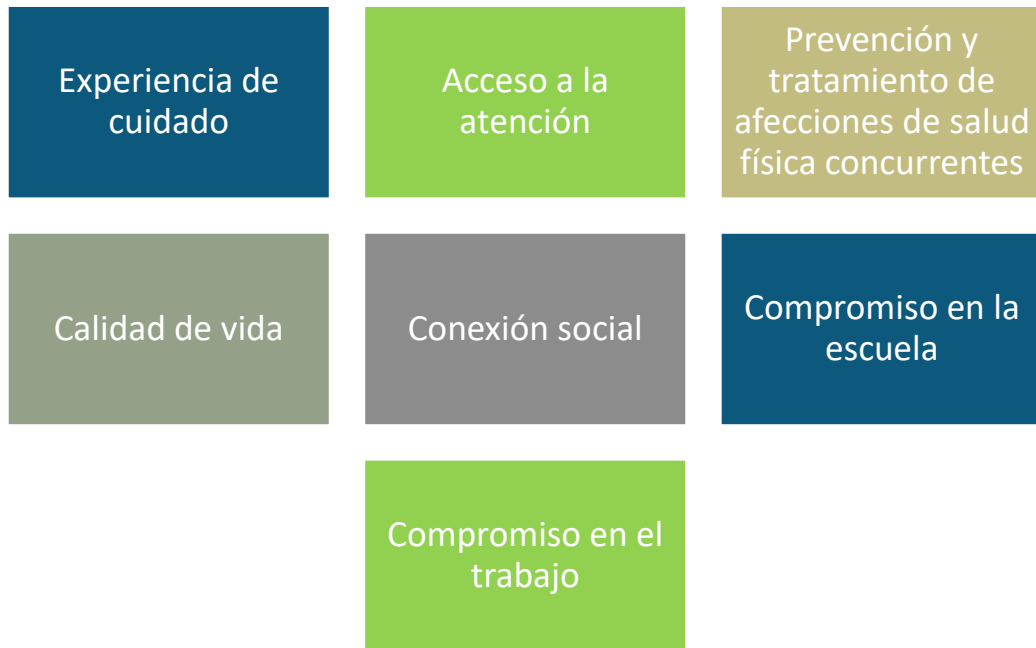 Experiencia de
cuidado
Acceso a la
atención
Prevención y
tratamiento de
afecciones de salud
física concurrentes
Calidad de vida
Conexión social
Compromiso en la
escuela
Compromiso en el
trabajo